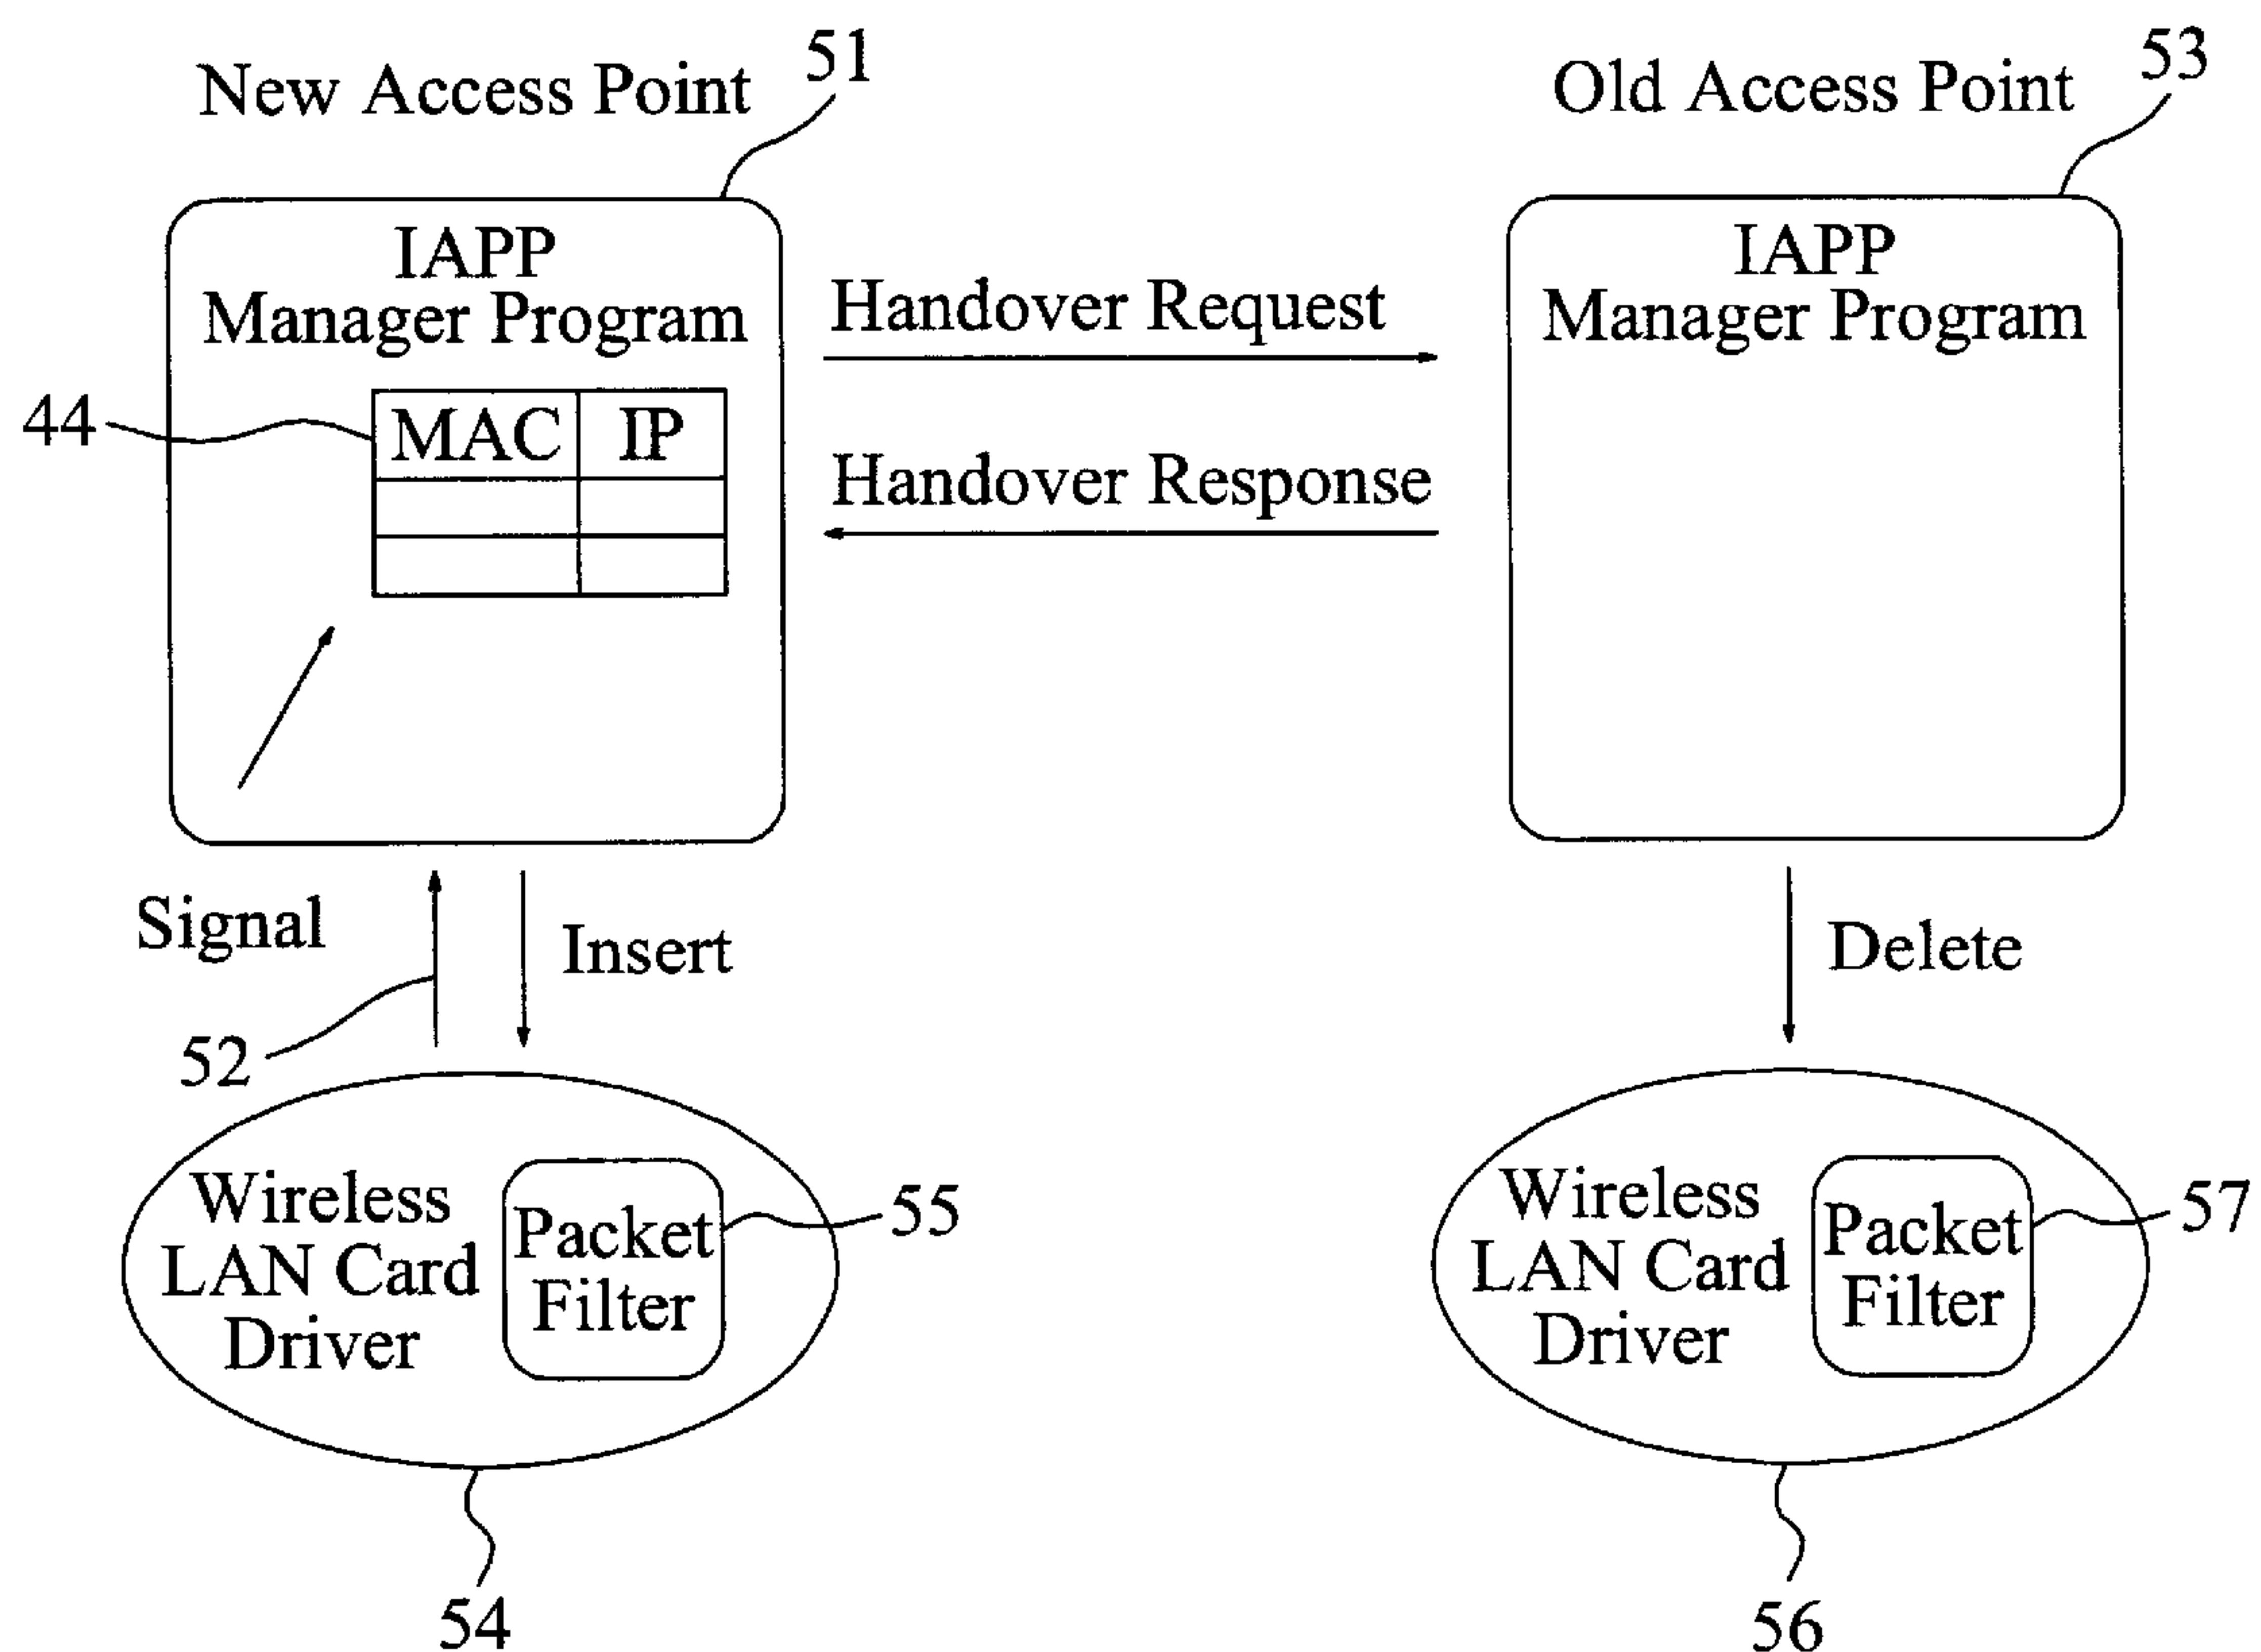 New Access Point
51
Old Access Point
53
IAPP
Manager Program
44
MAC
IP
Handover Request
Handover Response
IAPP
Manager Program
Signal
Insert
52
Delete
Wireless
LAN Card
Driver
Packet
Filter
55
54
Wireless
LAN Card
Driver
Packet
Filter
57
56